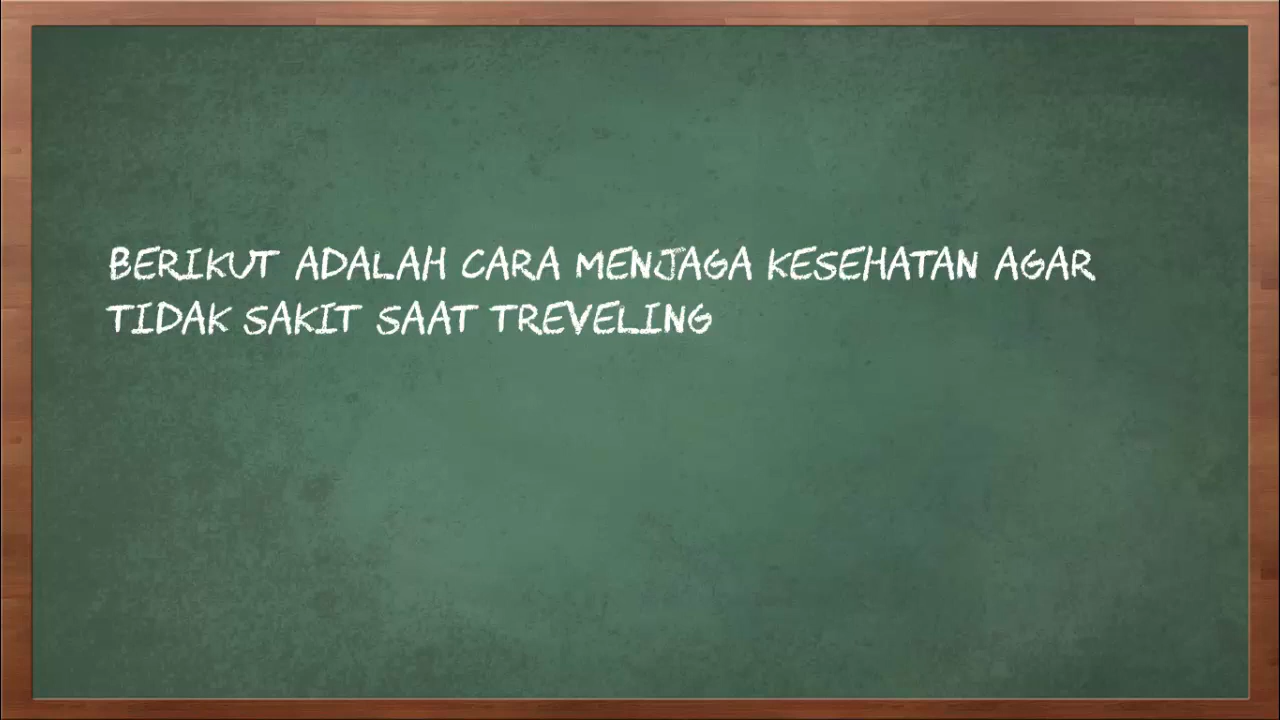 BERIKUT ADALAH CARA MENJAGA KESEHATAN AGAR
TIDAK SAKIT SAAT TREVELING